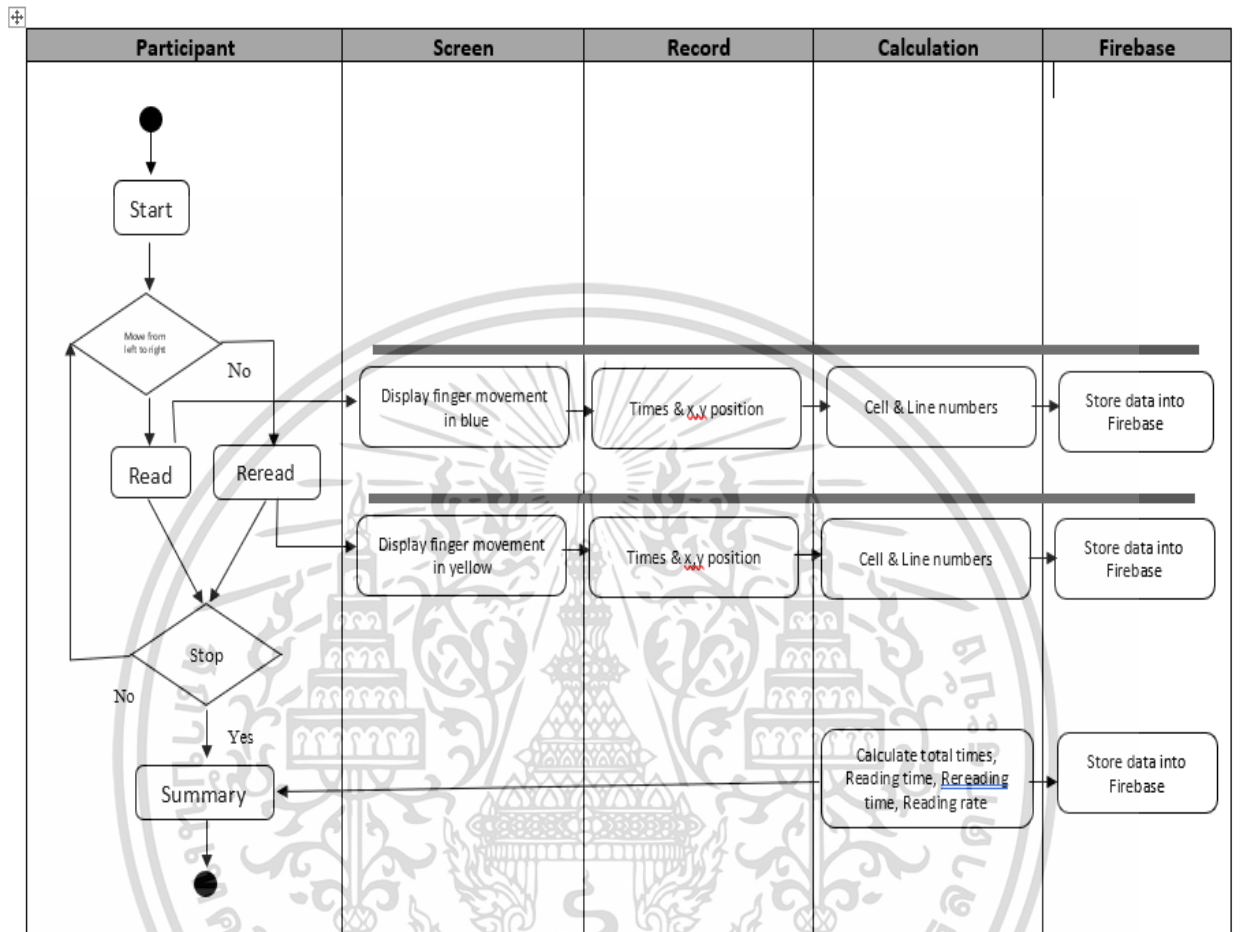 Participant
Screen
Record
Calculation
Firebase
Start
Move from
left to right
No
Display finger movement
in blue
Times & x,y position
Cell & Line numbers
Store data into
Firebase
Read
Reread
Display finger movement
in yellow
Times & x,y position
Cell & Line numbers
Store data into
Firebase
Stop
No
Yes
Summary
Calculate total times,
Reading time, Rereading
time, Reading rate
Store data into
Firebase